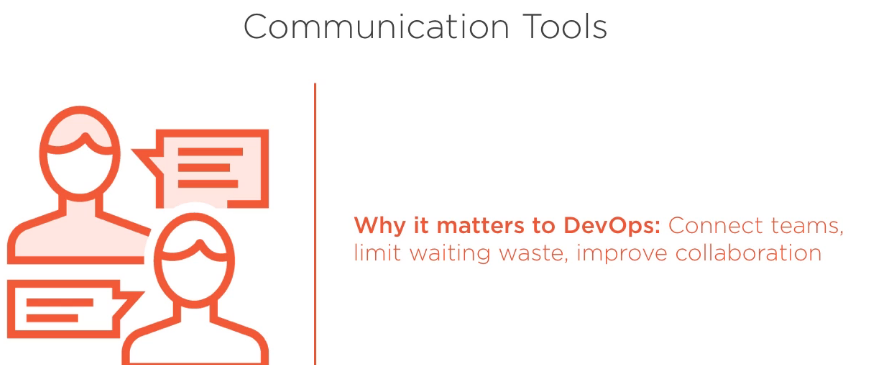 Communication Tools
Why it matters to DevOps: Connect teams,
limit waiting waste, improve collaboration